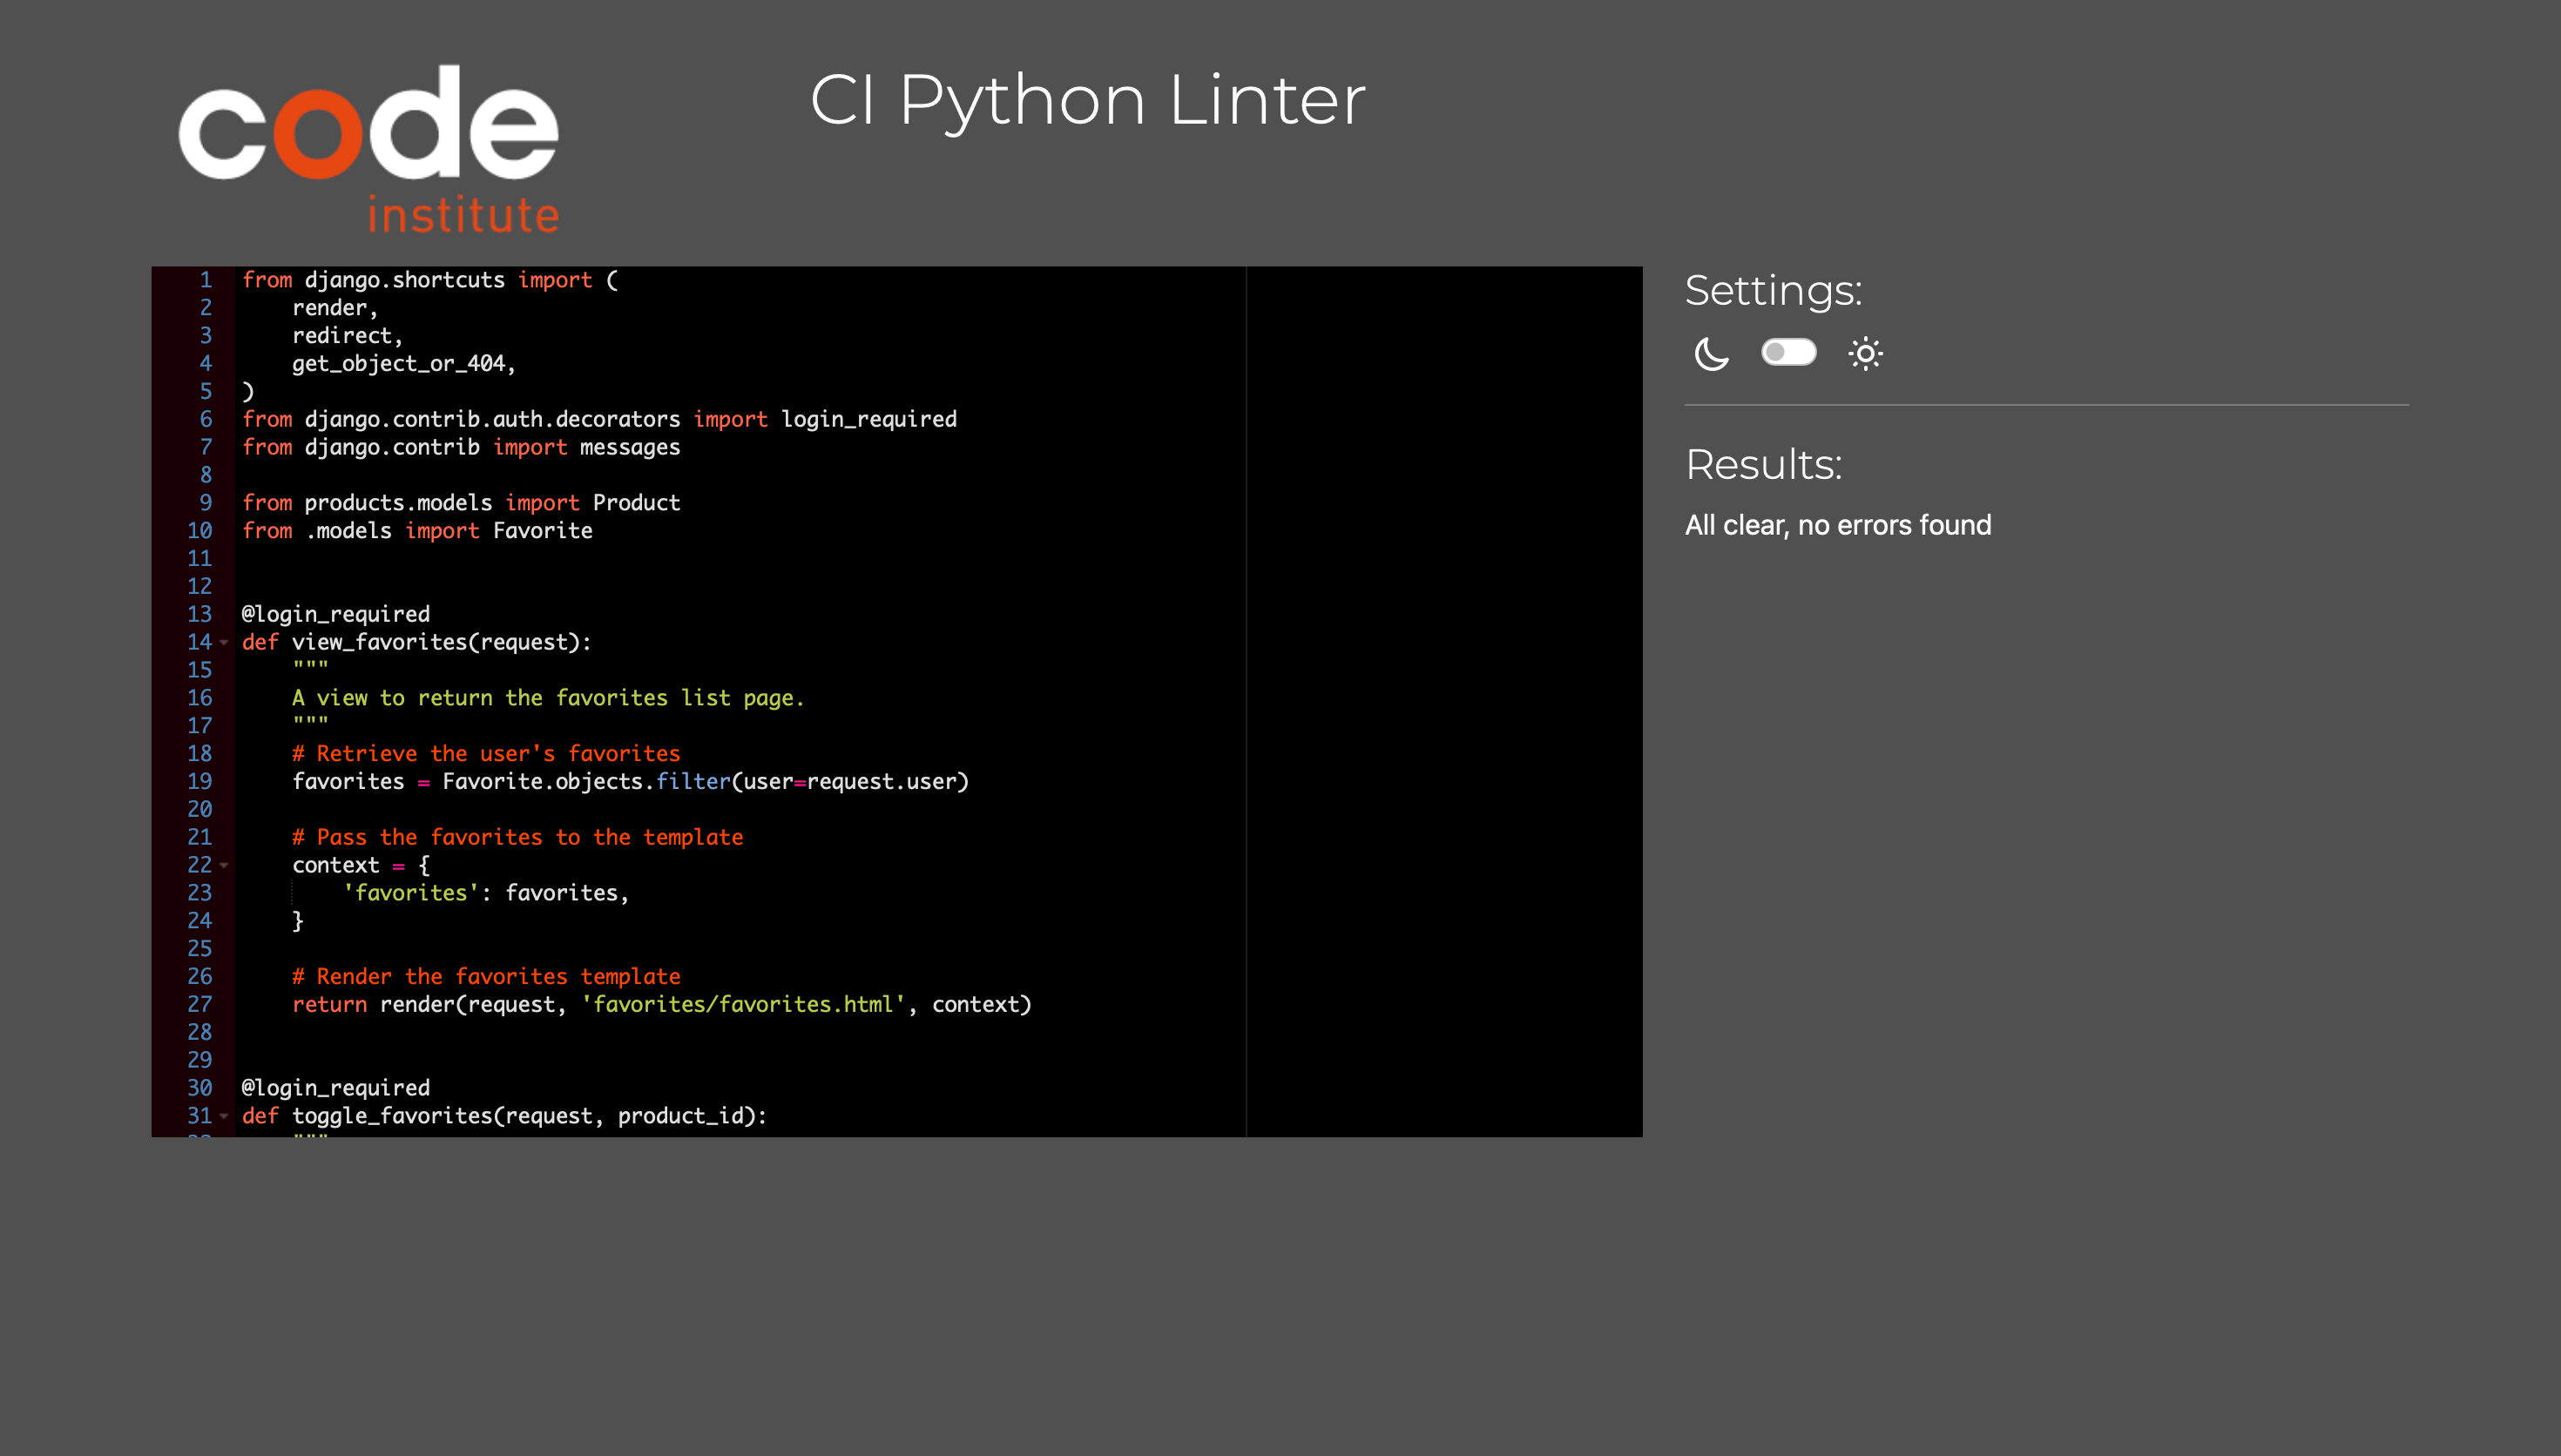 code
institute
CI Python Linter
1 from django.shortcuts import (
2     render,
3     redirect,
4     get_object_or_404,
5 )
6 from django.contrib.auth.decorators import login_required
7 from django.contrib import messages
8
9 from products.models import Product
10 from .models import Favorite
11
12
13 @login_required
14 def view_favorites(request):
15     """
16     A view to return the favorites list page.
17     """
18     # Retrieve the user's favorites
19     favorites = Favorite.objects.filter(user=request.user)
20
21     # Pass the favorites to the template
22     context = {
23         'favorites': favorites,
24     }
25
26     # Render the favorites template
27     return render(request, 'favorites/favorites.html', context)
28
29
30 @login_required
31 def toggle_favorites(request, product_id):
Settings:
Results:
All clear, no errors found